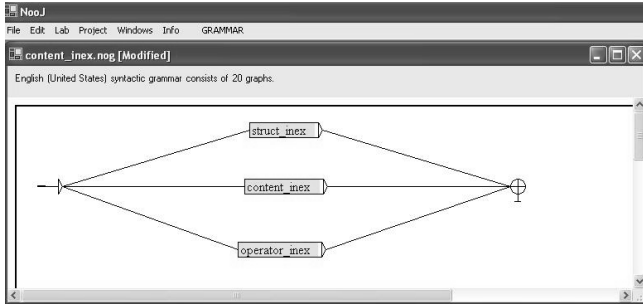 NooJ
File Edit Lab Project Windows Info GRAMMAR
content_inex.nog [Modified]
English (United States) syntactic grammar consists of 20 graphs.
struct_inex
content_inex
operator_inex